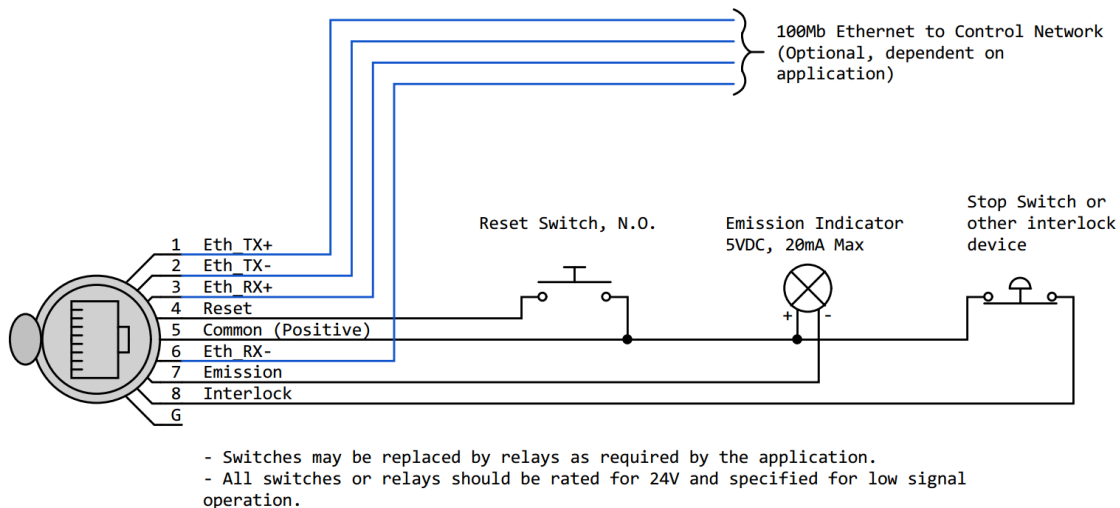 100Mb Ethernet to Control Network
(Optional, dependent on
application)
Reset Switch, N.O.
Emission Indicator
5VDC, 20mA Max
Stop Switch or
other interlock
device
1 Eth_TX+
2 Eth_TX-
3 Eth_RX+
4 Reset
5 Common (Positive)
6 Eth_RX-
7 Emission
8 Interlock
G
+ -
- Switches may be replaced by relays as required by the application.
- All switches or relays should be rated for 24V and specified for low signal
operation.